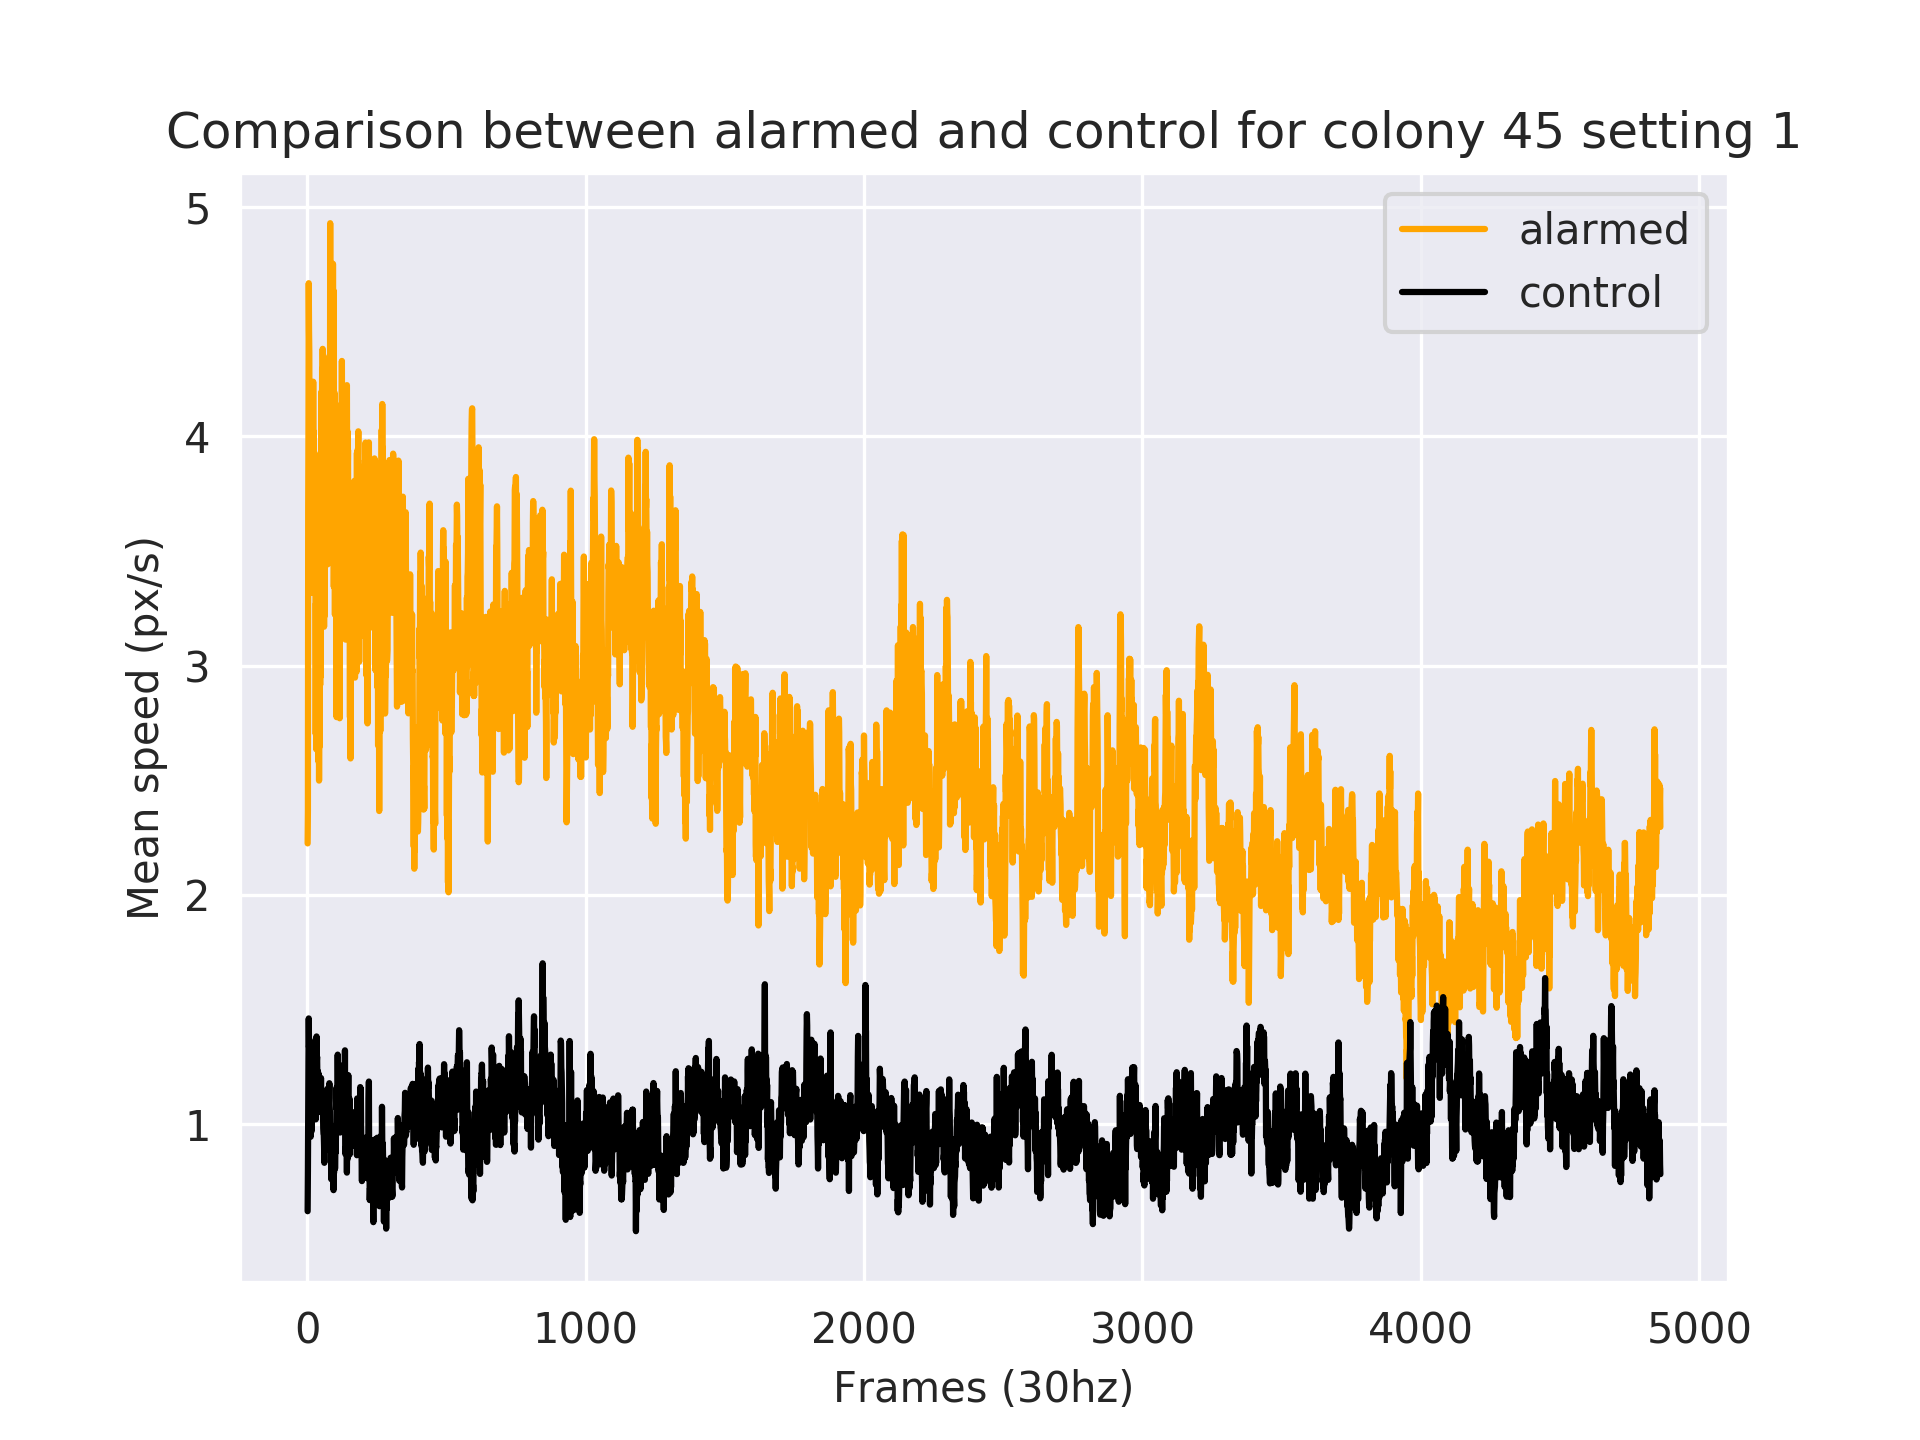 Comparison between alarmed and control for colony 45 setting 1
5
4
3
2
1
Mean speed (px/s)
alarmed
control
0 1000 2000 3000 4000 5000
Frames (30hz)